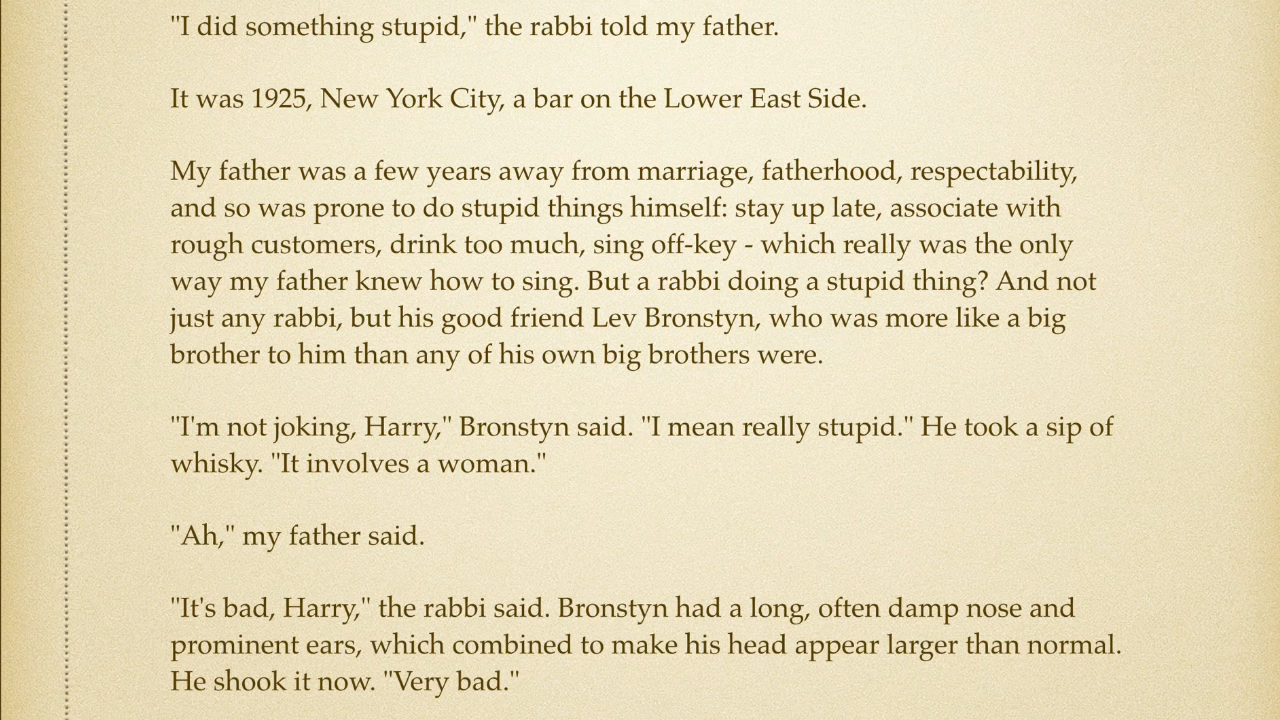 "I did something stupid," the rabbi told my father.
It was 1925, New York City, a bar on the Lower East Side.
My father was a few years away from marriage, fatherhood, respectability,
and so was prone to do stupid things himself: stay up late, associate with
rough customers, drink too much, sing off-key - which really was the only
way my father knew how to sing. But a rabbi doing a stupid thing? And not
just any rabbi, but his good friend Lev Bronstyn, who was more like a big
brother to him than any of his own big brothers were.
"I'm not joking, Harry," Bronstyn said. "I mean really stupid." He took a sip of
whisky. "It involves a woman."
"Ah," my father said.
"It's bad, Harry," the rabbi said. Bronstyn had a long, often damp nose and
prominent ears, which combined to make his head appear larger than normal.
He shook it now. "Very bad."